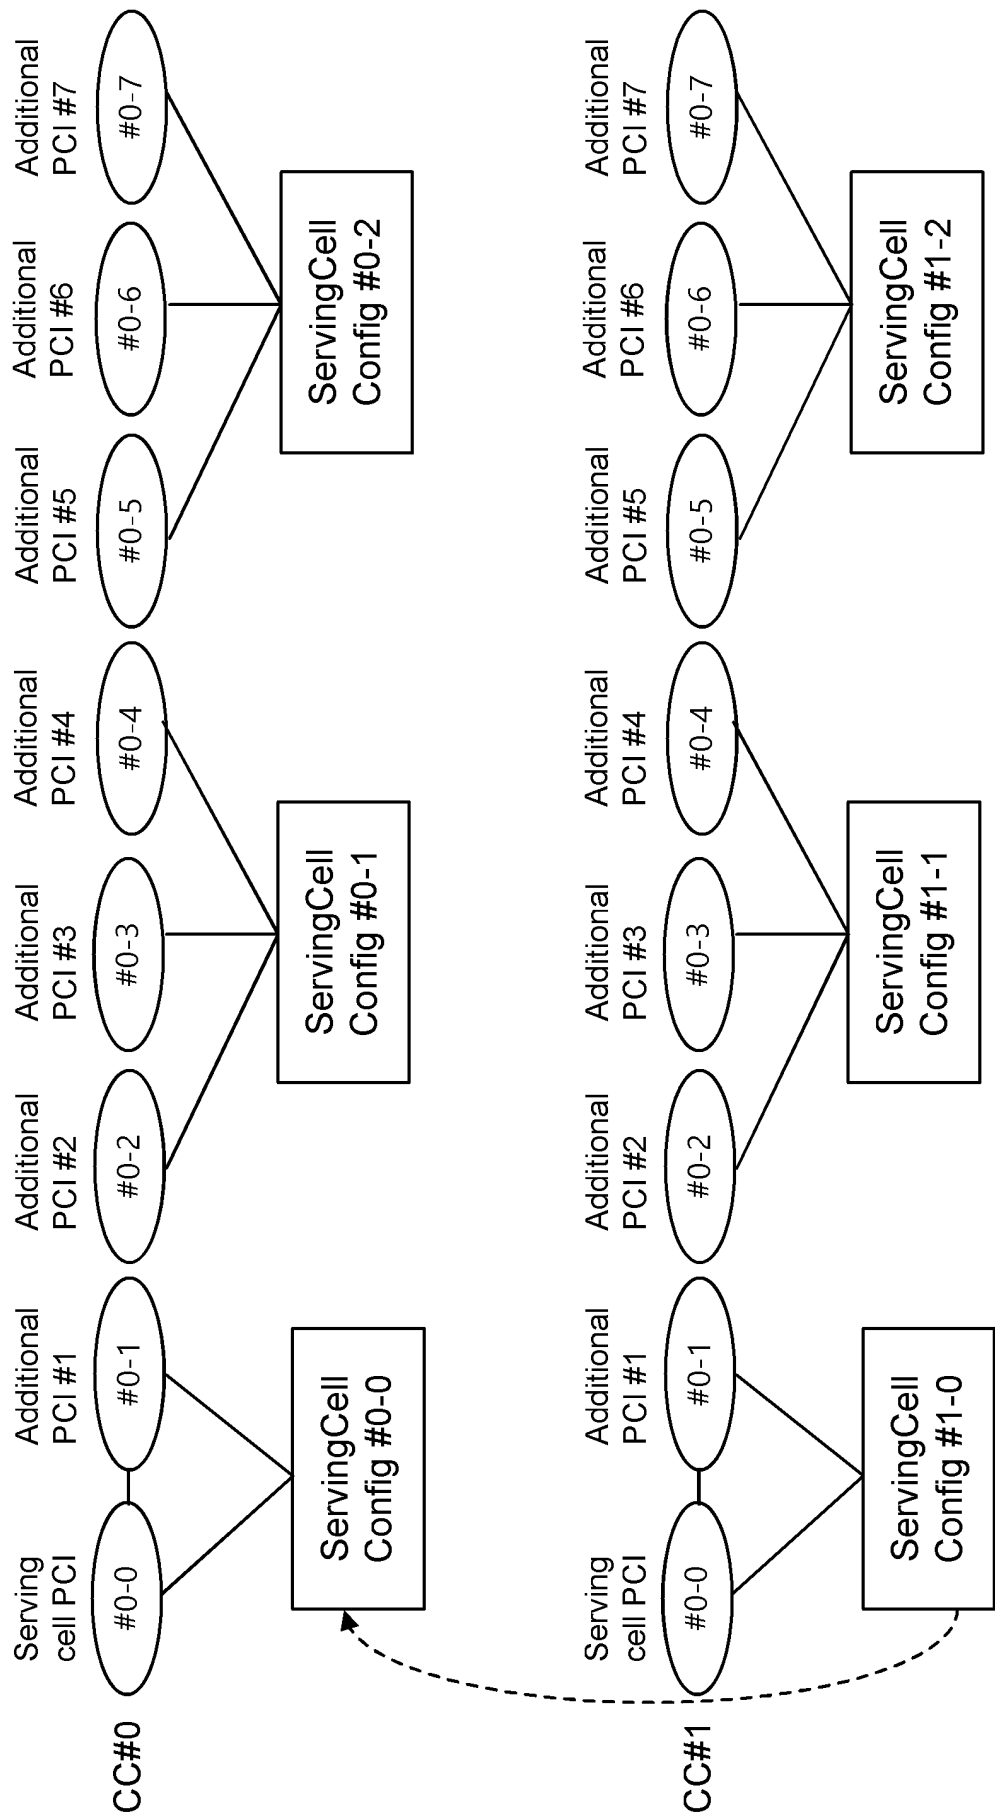 CC#0
Serving
cell PCI
Additional
PCI #1
Additional
PCI #2
Additional
PCI #3
Additional
PCI #4
Additional
PCI #5
Additional
PCI #6
Additional
PCI #7
#0-0
#0-1
#0-2
#0-3
#0-4
#0-5
#0-6
#0-7
ServingCell
Config #0-0
ServingCell
Config #0-1
ServingCell
Config #0-2
CC#1
Serving
cell PCI
Additional
PCI #1
Additional
PCI #2
Additional
PCI #3
Additional
PCI #4
Additional
PCI #5
Additional
PCI #6
Additional
PCI #7
#0-0
#0-1
#0-2
#0-3
#0-4
#0-5
#0-6
#0-7
ServingCell
Config #1-0
ServingCell
Config #1-1
ServingCell
Config #1-2